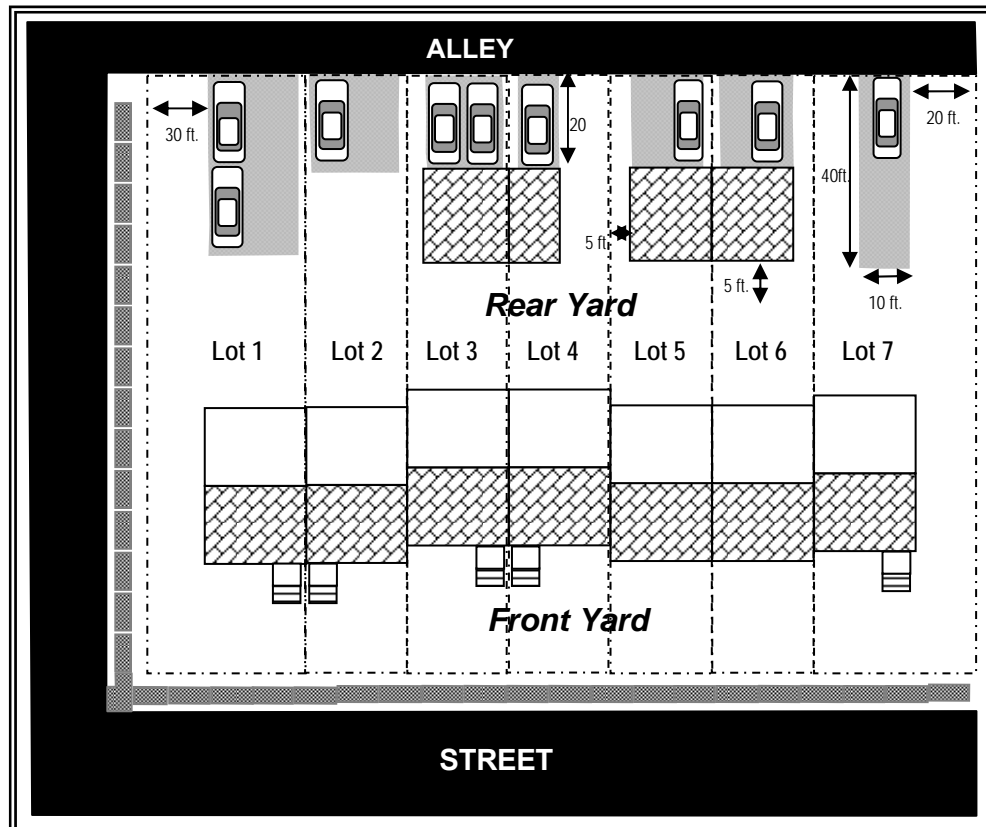 ALLEY
30 ft.
20
20 ft.
40ft.
5 ft.
5 ft.
10 ft.
Rear Yard
Lot 1 Lot 2 Lot 3 Lot 4 Lot 5 Lot 6 Lot 7
Front Yard
STREET